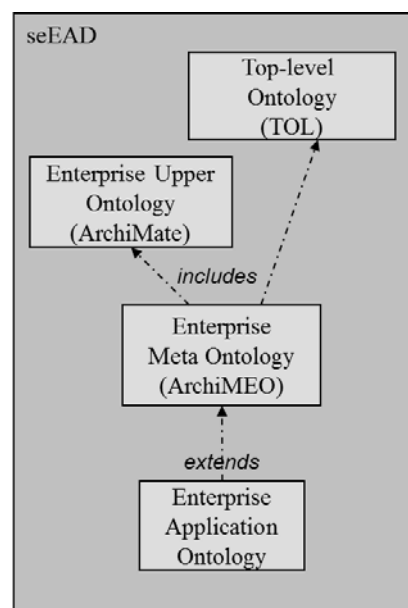 seEAD
Top-level
Ontology
(TOL)
Enterprise Upper
Ontology
(ArchiMate)
includes
Enterprise
Meta Ontology
(ArchiMEO)
extends
Enterprise
Application
Ontology